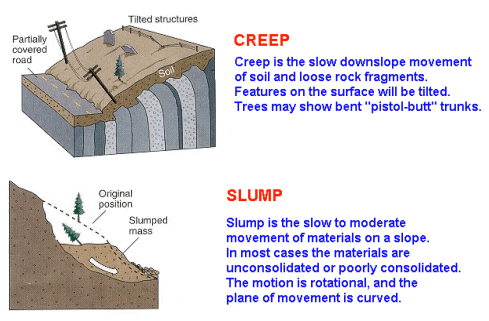 Tilted structures
Partially
covered
road
Soil
CREEP
Creep is the slow downslope movement
of soil and loose rock fragments.
Features on the surface will be tilted.
Trees may show bent "pistol-butt" trunks.
Original
position
Slumped
mass
SLUMP
Slump is the slow to moderate
movement of materials on a slope.
In most cases the materials are
unconsolidated or poorly consolidated.
The motion is rotational, and the
plane of movement is curved.